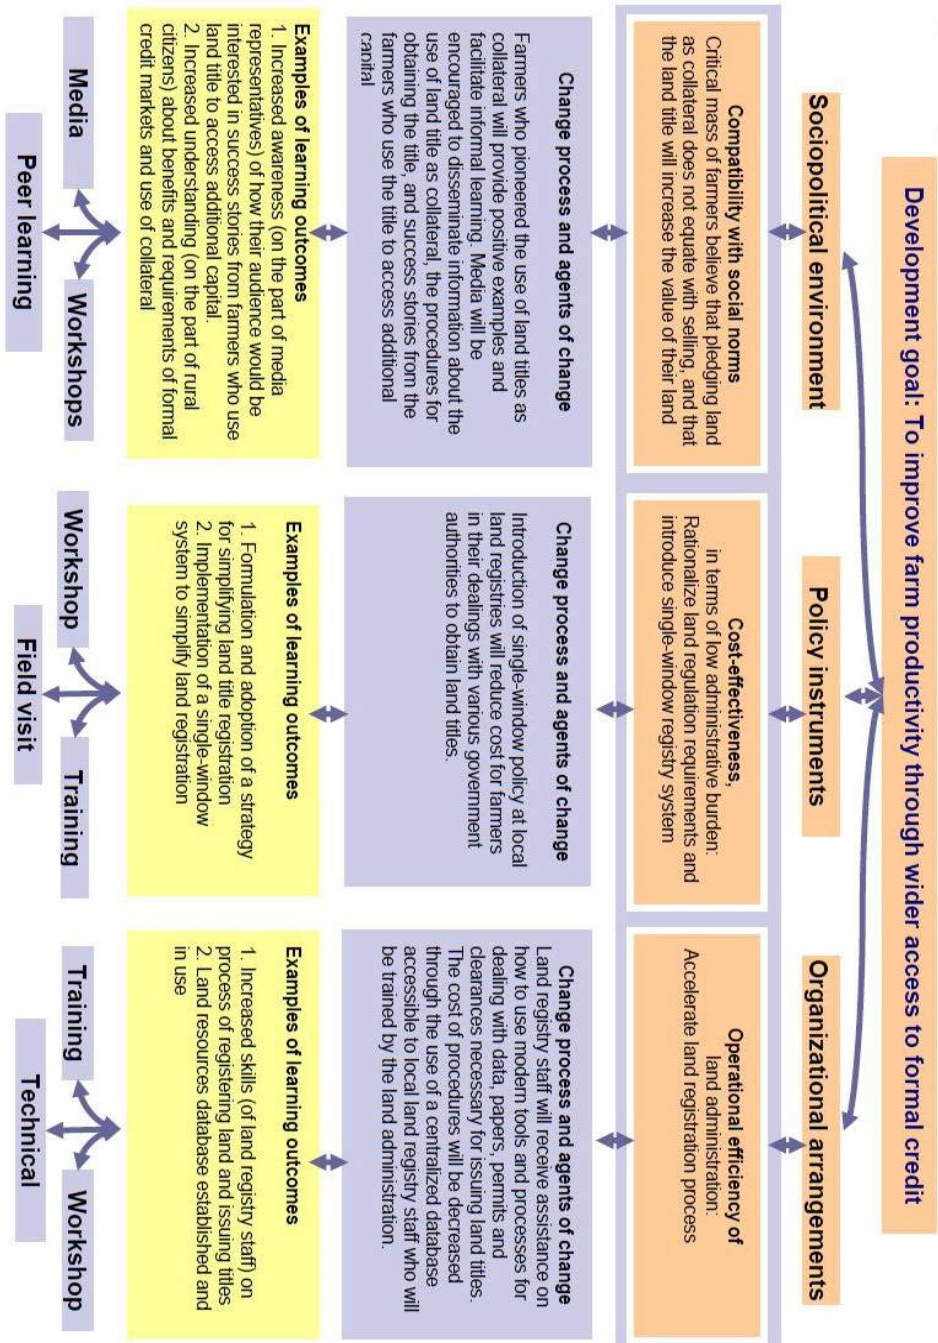 Development goal: To improve farm productivity through wider access to formal credit
Sociopolitical environment
Policy instruments
Organizational arrangements
Compatibility with social norms
Critical mass of farmers believe that pledging land
as collateral does not equate with selling, and that
the land title will increase the value of their land
Cost-effectiveness,
in terms of low administrative burden:
Rationalize land regulation requirements and
introduce single-window registry system
Operational efficiency of
land administration:
Accelerate land registration process
Change process and agents of change
Farmers who pioneered the use of land titles as
collateral will provide positive examples and
facilitate informal learning. Media will be
encouraged to disseminate information about the
use of land title as collateral, the procedures for
obtaining the title, and success stories from the
farmers who use the title to access additional
capital
Change process and agents of change
Introduction of single-window policy at local
land registries will reduce cost for farmers
in their dealings with various government
authorities to obtain land titles.
Change process and agents of change
Land registry staff will receive assistance on
how to use modern tools and processes for
dealing with data, papers, permits and
clearances necessary for issuing land titles.
The cost of procedures will be decreased
through the use of a centralized database
accessible to local land registry staff who will
be trained by the land administration.
Examples of learning outcomes
1. Increased awareness (on the part of media
representatives) of how their audience would be
interested in success stories from farmers who use
land title to access additional capital.
2. Increased understanding (on the part of rural
citizens) about benefits and requirements of formal
credit markets and use of collateral
Examples of learning outcomes
1. Formulation and adoption of a strategy
for simplifying land title registration
2. Implementation of a single-window
system to simplify land registration
Examples of learning outcomes
1. Increased skills (of land registry staff) on
process of registering land and issuing titles
2. Land resources database established and
in use
Media
Workshops
Peer learning
Workshop
Training
Field visit
Training
Workshop
Technical